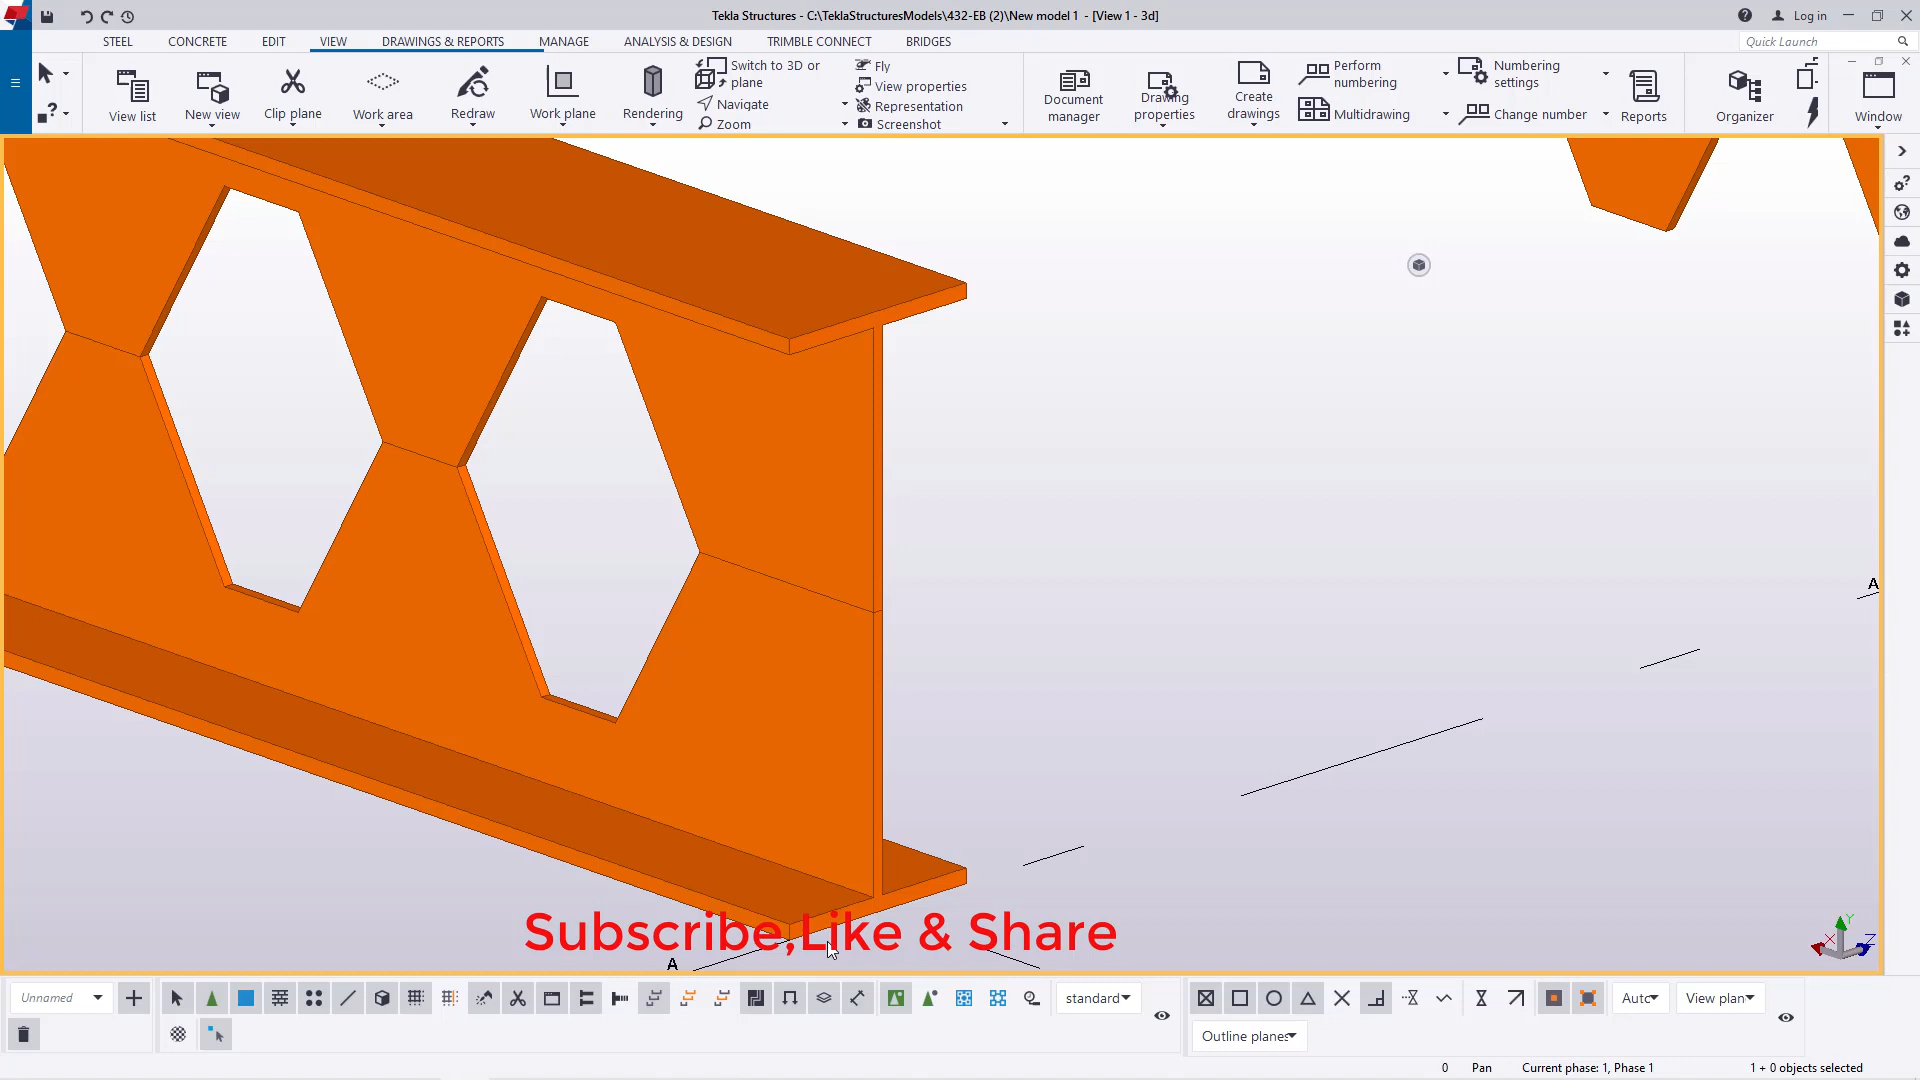 Tekla Structures - C:\TeklaStructuresModels\432-EB (2)\New model 1 - [View 1 - 3d]
Log in
STEEL CONCRETE EDIT VIEW DRAWINGS & REPORTS MANAGE ANALYSIS & DESIGN TRIMBLE CONNECT BRIDGES
Quick Launch
View list
New view
Clip plane
Work area
Redraw
Work plane
Rendering
Switch to 3D or
plane
Navigate
Zoom
Fly
View properties
Representation
Screenshot
Document
manager
Drawing
properties
Create
drawings
Perform
numbering
Multidrawing
Numbering
settings
Change number
Reports
Organizer
Window
A
Subscribe,Like & Share
A
Y
X
Z
Unnamed
standard
Auto
View plan
Outline planes
0 Pan Current phase: 1, Phase 1 1 + 0 objects selected